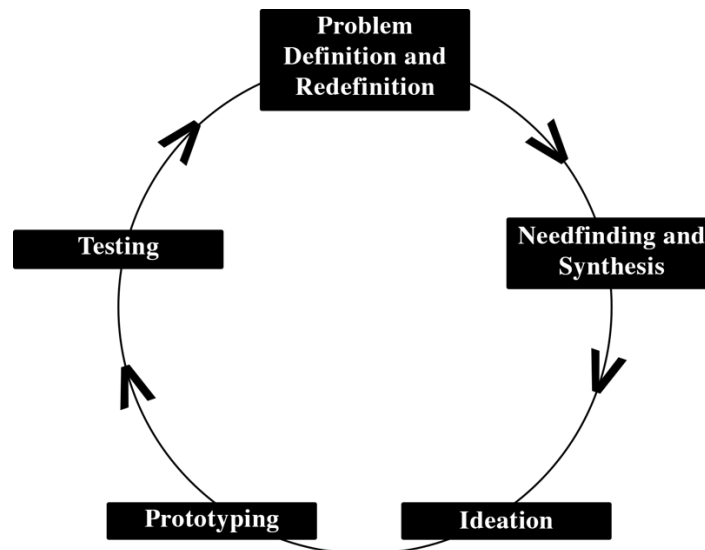 Problem
Definition and
Redefinition
Needfinding and
Synthesis
Ideation
Prototyping
Testing